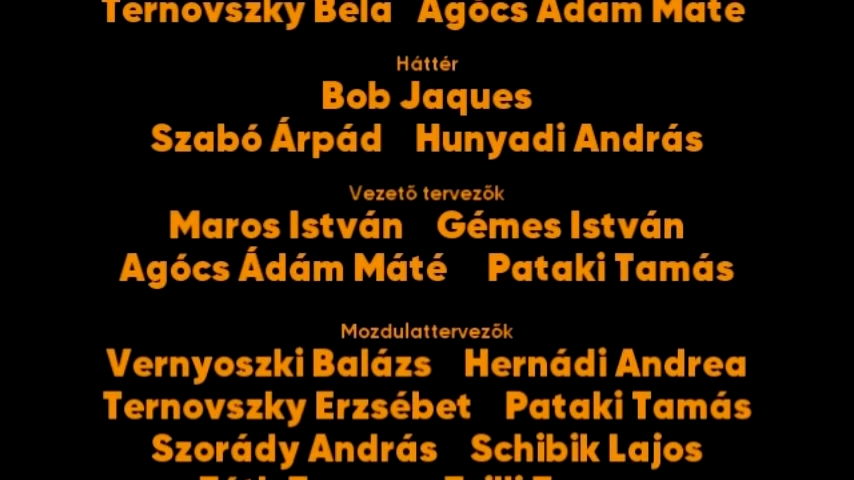 Ternovszky Béla Agócs Ádám Máté
Háttér
Bob Jaques
Szabó Árpád Hunyadi András
Vezető tervezők
Maros István Gémes István
Agócs Ádám Máté Pataki Tamás
Mozdulattervezők
Vernyoszki Balázs Hernádi Andrea
Ternovszky Erzsébet Pataki Tamás
Szorády András Schibik Lajos